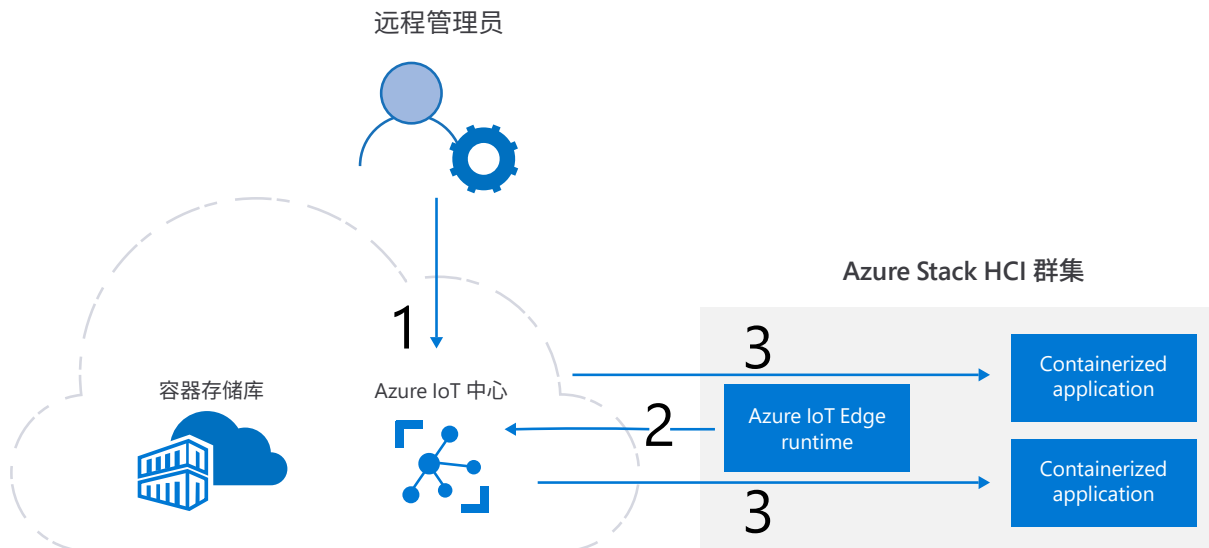 远程管理员
Azure Stack HCI 群集
1
3
Containerized
application
容器存储库
Azure IoT 中心
2
Azure IoT Edge
runtime
Containerized
application
3